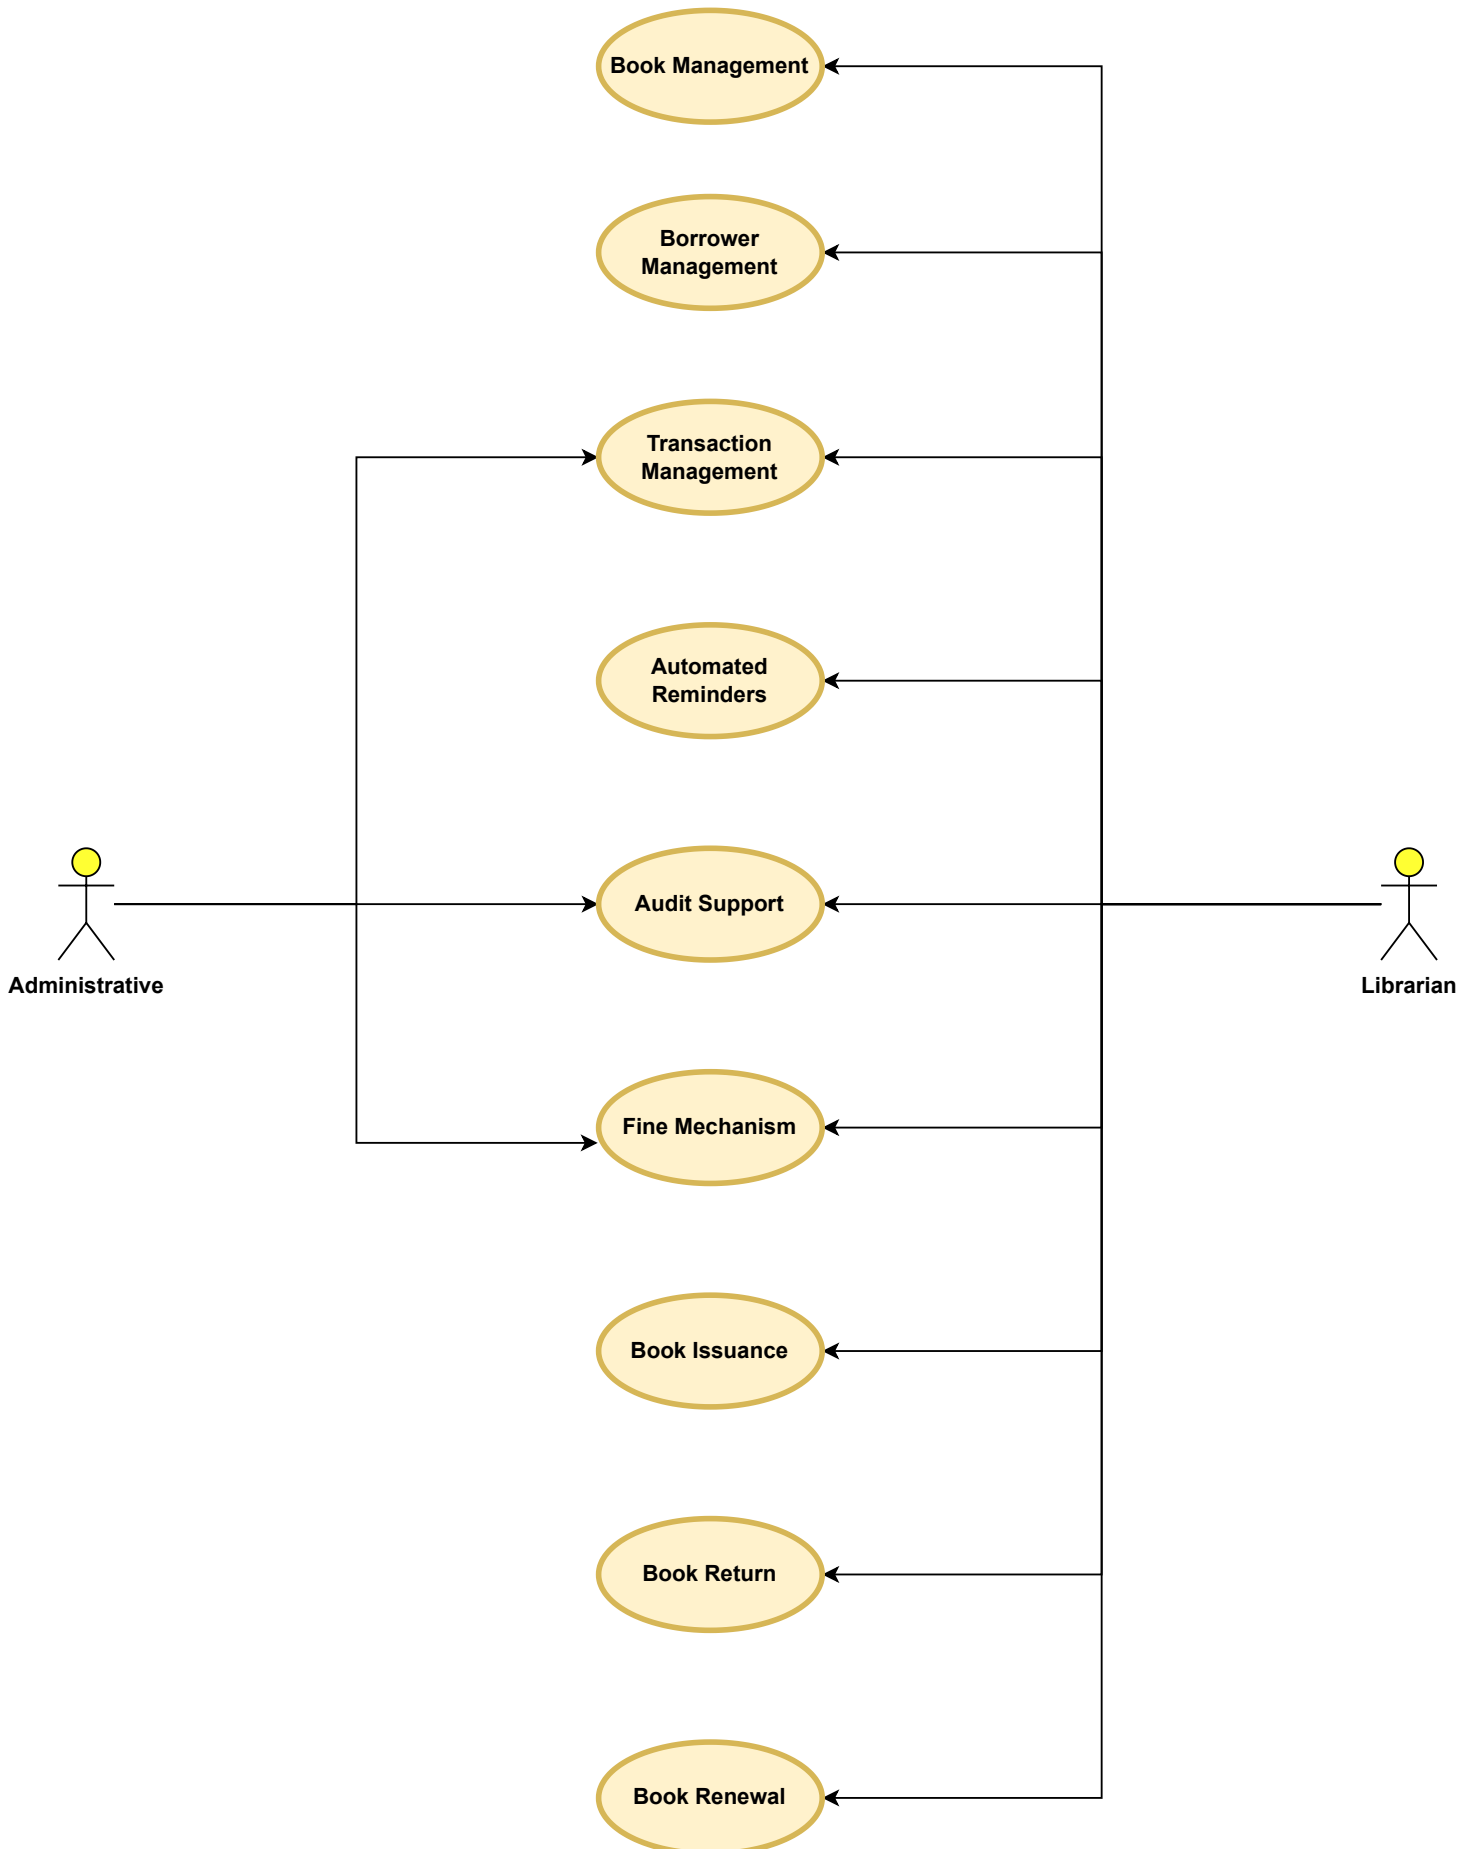 Book Management
Borrower
Management
Transaction
Management
Automated
Reminders
Audit Support
Administrative
Librarian
Fine Mechanism
Book Issuance
Book Return
Book Renewal